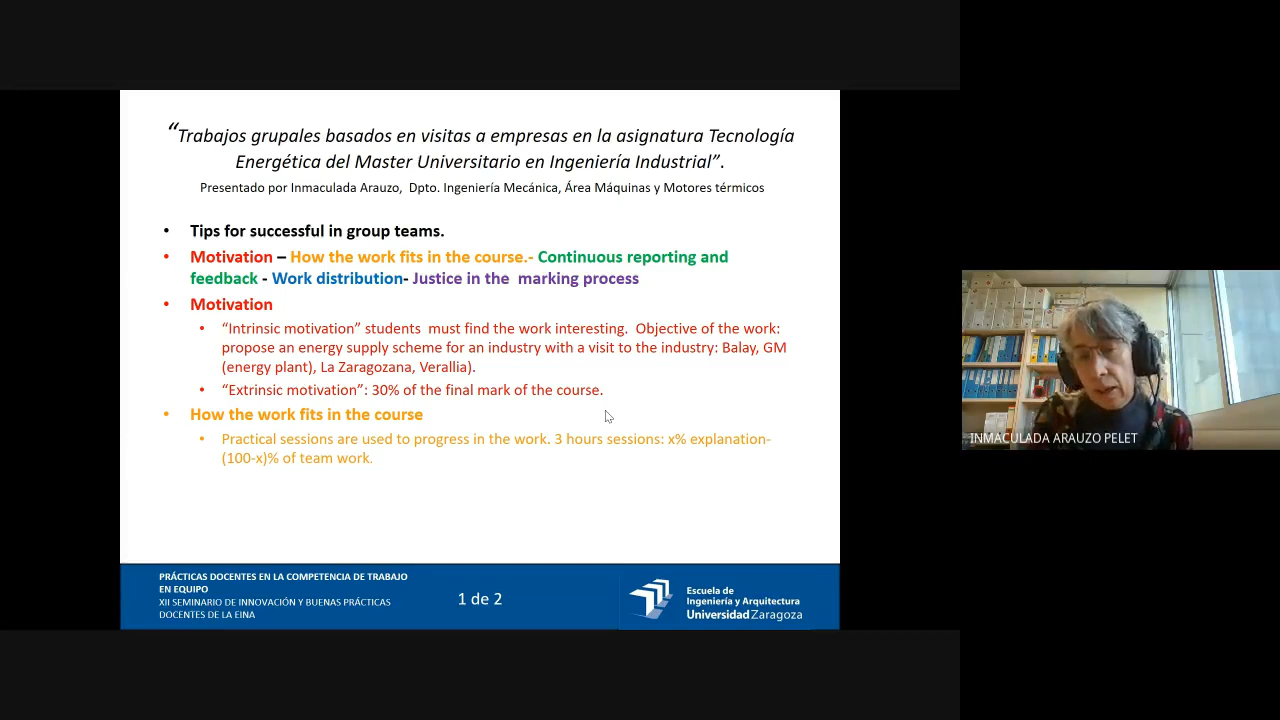 “Trabajos grupales basados en visitas a empresas en la asignatura Tecnología
Energética del Master Universitario en Ingeniería Industrial”.
Presentado por Inmaculada Arauzo, Dpto. Ingeniería Mecánica, Área Máquinas y Motores térmicos
• Tips for successful in group teams.
• Motivation – How the work fits in the course.- Continuous reporting and
feedback - Work distribution- Justice in the marking process
• Motivation
• “Intrinsic motivation” students must find the work interesting. Objective of the work:
propose an energy supply scheme for an industry with a visit to the industry: Balay, GM
(energy plant), La Zaragozana, Verallia).
• “Extrinsic motivation”: 30% of the final mark of the course.
• How the work fits in the course
• Practical sessions are used to progress in the work. 3 hours sessions: x% explanation-
(100-x)% of team work.
PRÁCTICAS DOCENTES EN LA COMPETENCIA DE TRABAJO
EN EQUIPO
XII SEMINARIO DE INNOVACIÓN Y BUENAS PRÁCTICAS
DOCENTES DE LA EINA
1 de 2
Escuela de
Ingeniería y Arquitectura
Universidad Zaragoza
INMACULADA ARAUZO PELET